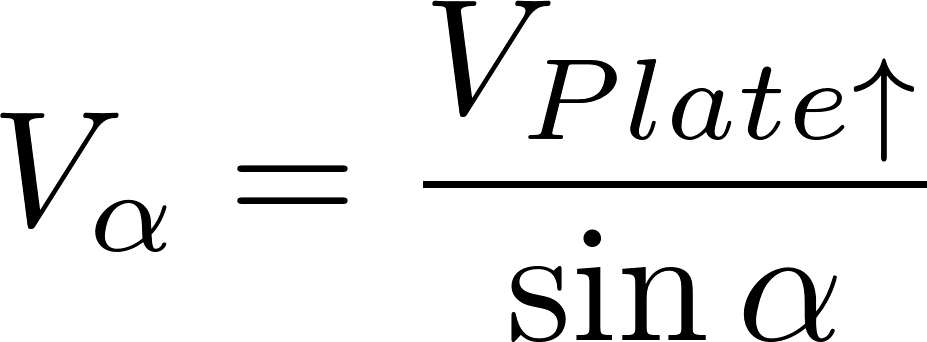 V_α = V_{Plate↑} / sin α